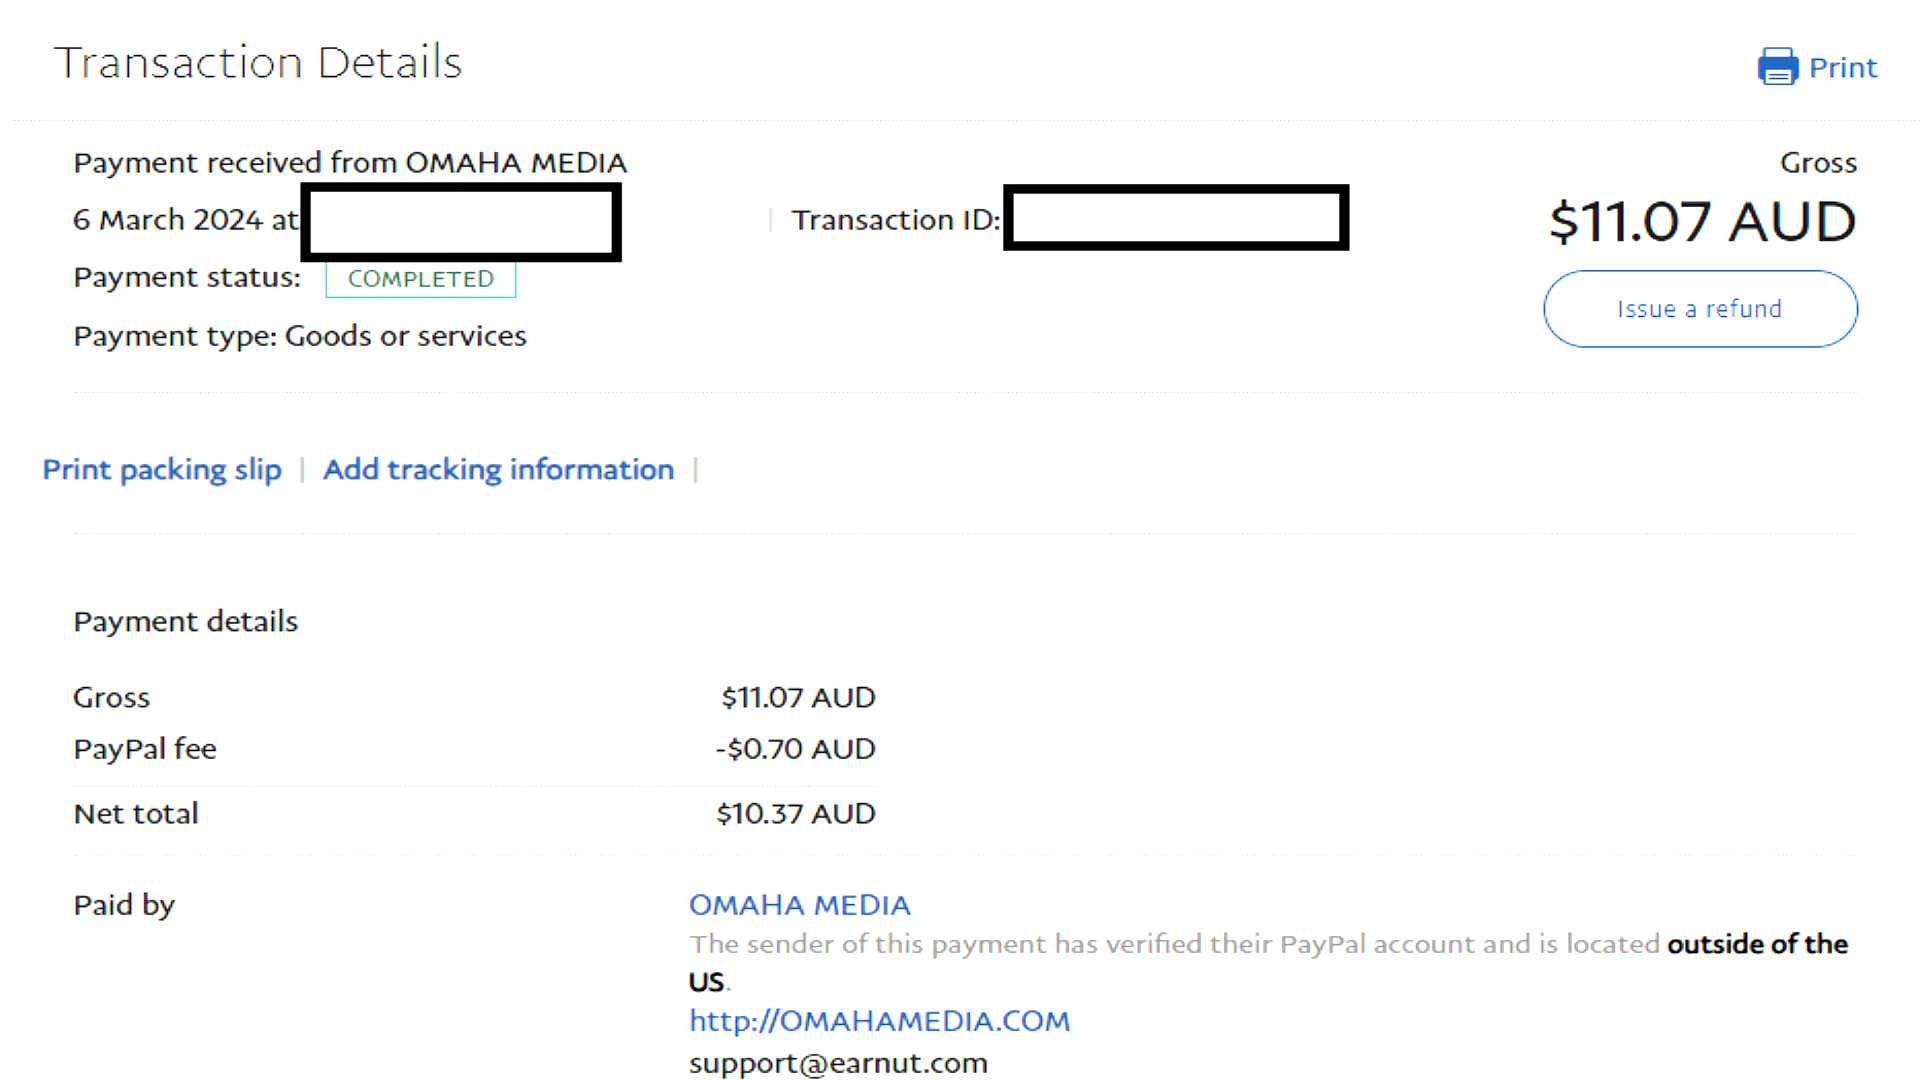 Transaction Details
Print
Payment received from OMAHA MEDIA
Gross
6 March 2024 at
Transaction ID:
$11.07 AUD
Payment status: COMPLETED
Issue a refund
Payment type: Goods or services
Print packing slip | Add tracking information |
Payment details
Gross $11.07 AUD
PayPal fee -$0.70 AUD
Net total $10.37 AUD
Paid by
OMAHA MEDIA
The sender of this payment has verified their PayPal account and is located outside of the
US.
http://OMAHAMEDIA.COM
support@earnut.com